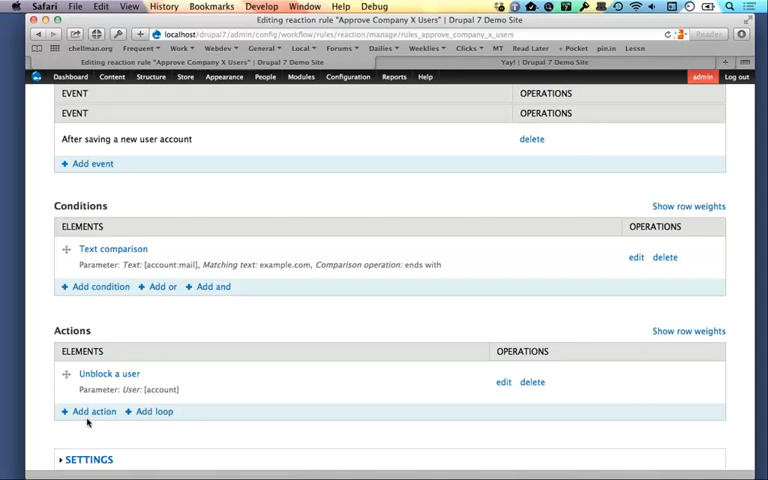 Safari File Edit View History Bookmarks Develop Window Help Debug
Editing reaction rule "Approve Company X Users" | Drupal 7 Demo Site
localhost/drupal7/admin/config/workflow/rules/reaction/manage/rules_approve_company_x_users
Reader
chellman.org Frequent Work Webdev General Local Dailies Weeklies Clicks MT Read Later + Pocket pin.in Lessn
Editing reaction rule "Approve Company X Users" | Drupal 7 Demo Site Yay! | Drupal 7 Demo Site
Dashboard Content Structure Store Appearance People Modules Configuration Reports Help admin Log out
EVENT OPERATIONS
EVENT OPERATIONS
After saving a new user account delete
+ Add event
Conditions Show row weights
ELEMENTS OPERATIONS
Text comparison edit delete
Parameter: Text: [account:mail], Matching text: example.com, Comparison operation: ends with
+ Add condition + Add or + Add and
Actions Show row weights
ELEMENTS OPERATIONS
Unblock a user edit delete
Parameter: User: [account]
+ Add action + Add loop
SETTINGS